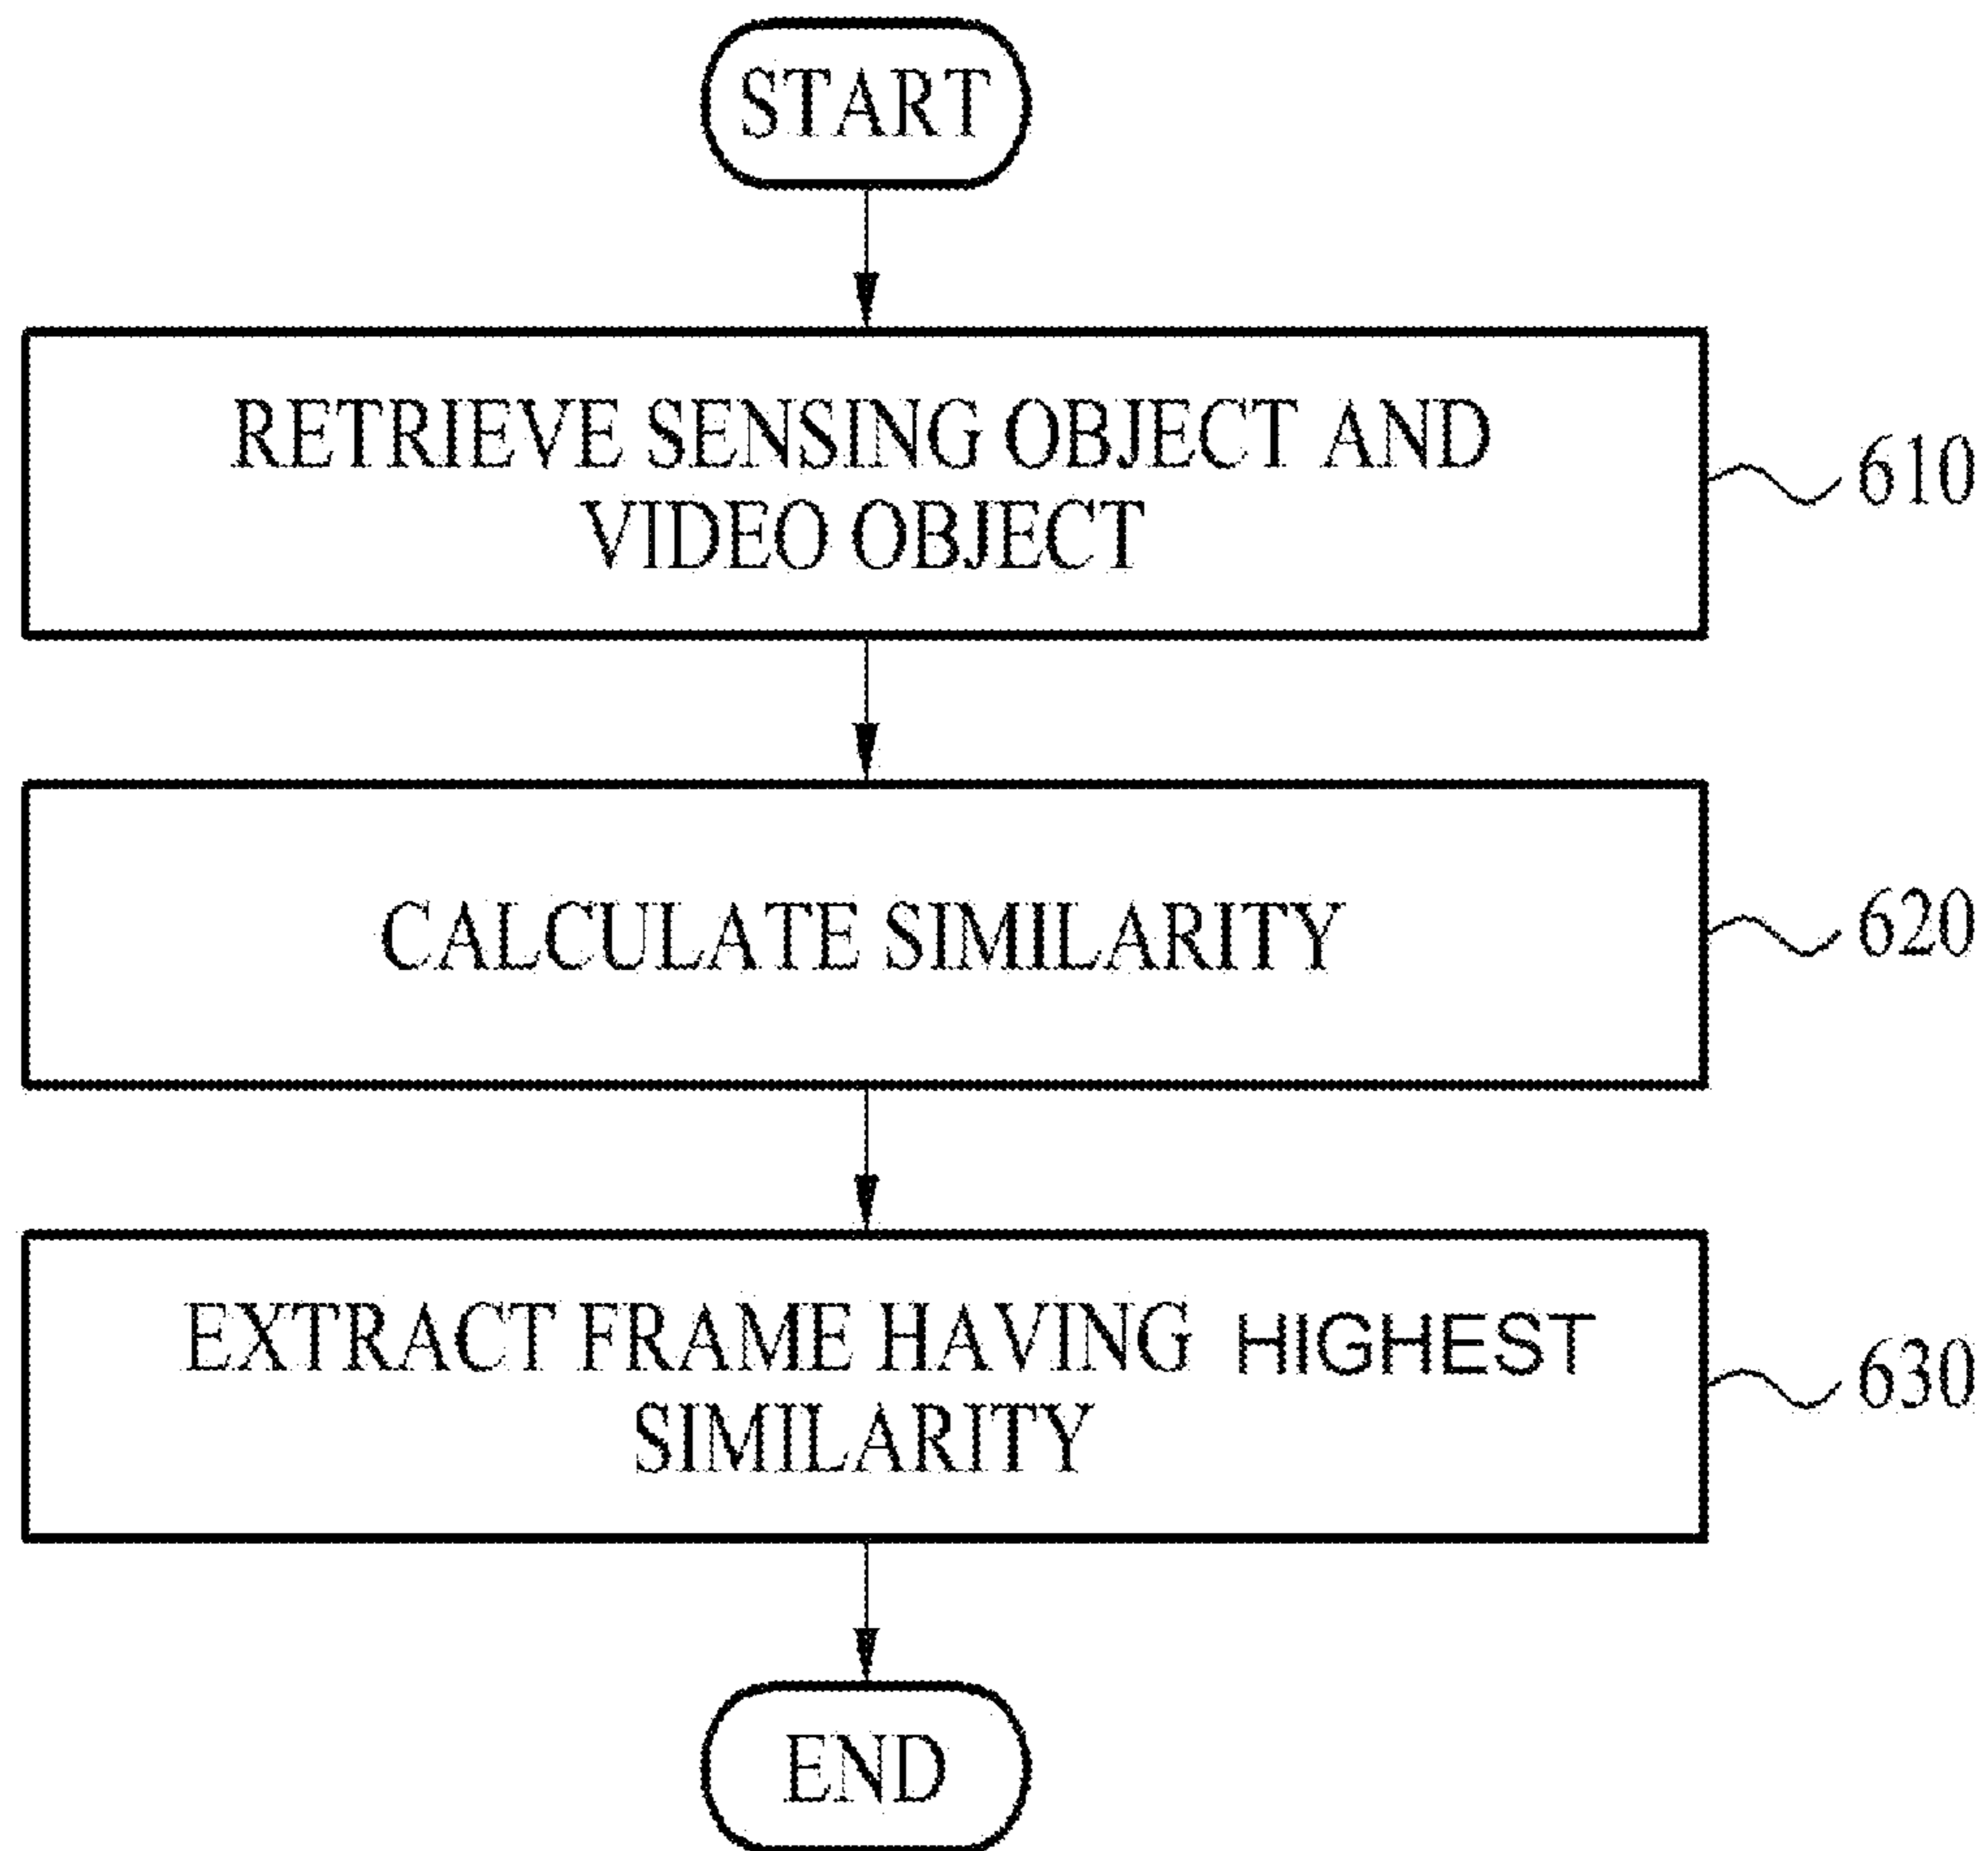 START
RETRIEVE SENSING OBJECT AND
VIDEO OBJECT
610
CALCULATE SIMILARITY
620
EXTRACT FRAME HAVING HIGHEST
SIMILARITY
630
END